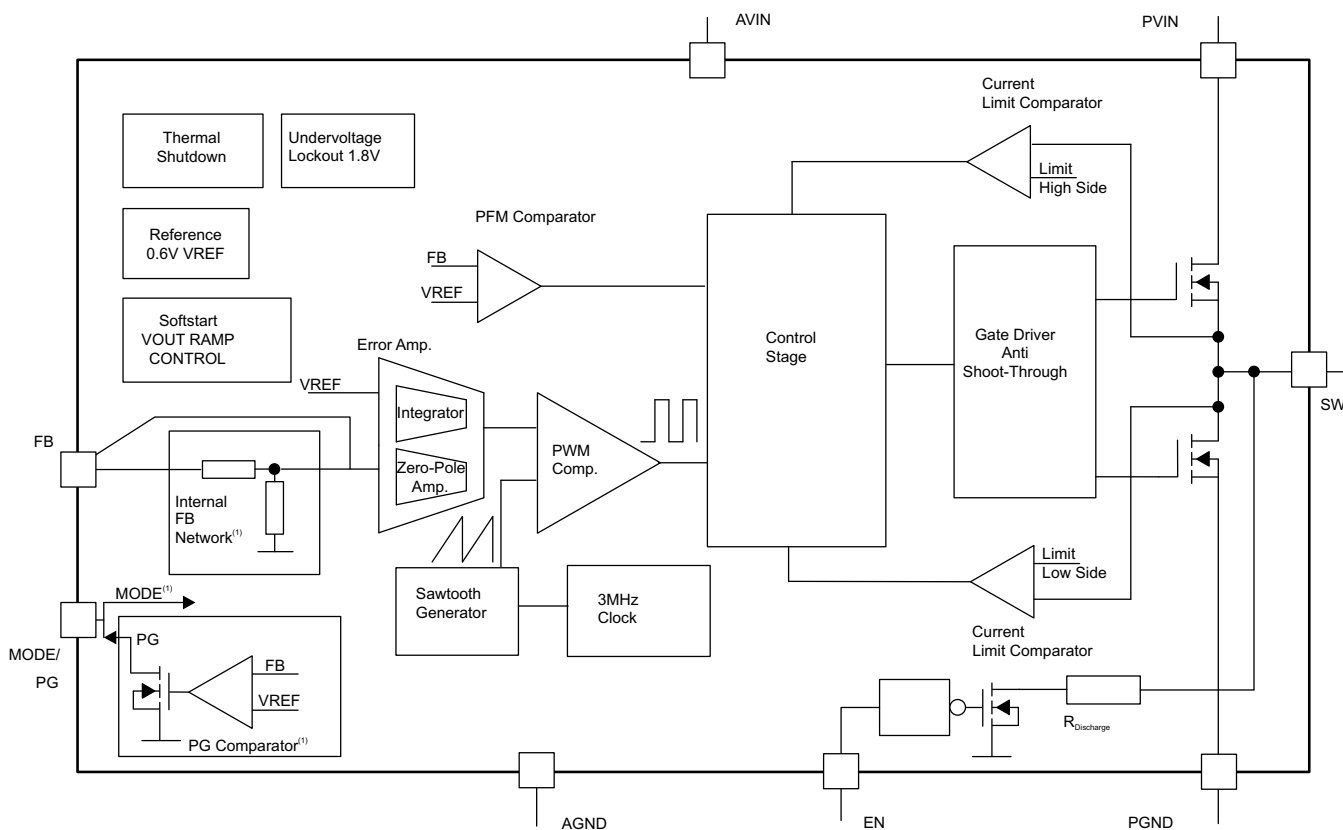 AVIN
PVIN
Current
Limit Comparator
Thermal
Shutdown
Undervoltage
Lockout 1.8V
Limit
High Side
Reference
0.6V VREF
PFM Comparator
FB
VREF
Softstart
VOUT RAMP
CONTROL
Control
Stage
Gate Driver
Anti
Shoot-Through
Error Amp.
VREF
Integrator
Zero-Pole
Amp.
PWM
Comp.
SW
FB
Internal
FB
Network(1)
Sawtooth
Generator
3MHz
Clock
Limit
Low Side
Current
Limit Comparator
MODE(1)
PG
MODE/
PG
FB
VREF
PG Comparator(1)
RDischarge
AGND
EN
PGND